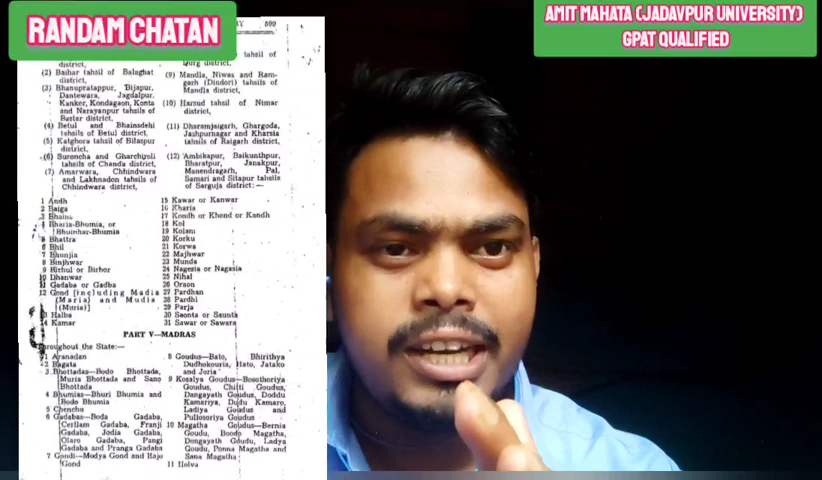 RANDAM CHATAN
AMIT MAHATA (JADAVPUR UNIVERSITY)
GPAT QUALIFIED
599
district,
(2) Baihar tahsil of Balaghat
district,
(3) Bhanupratappur, Bijapur,
Dantewara, Jagdalpur,
Kanker, Kondagaon, Konta
and Narayanpur tahsils of
Bastar district,
(4) Betul and Bhainsdehi
tahsils of Betul district,
(5) Katghora tahsil of Bilaspur
district,
(6) Suroncha and Gharchiroli
tahsils of Chanda district,
(7) Amarwara, Chhindwara
and Lakhnadon tahsils of
Chhindwara district,
tahsil of
Durg district.
(9) Mandla, Niwas and Ram-
garh (Dindori) tahsils of
Mandla district,
(10) Harsud tahsil of Nimar
district,
(11) Dharamjaigarh, Ghargoda,
Jashpurnagar and Kharsia
tahsils of Raigarh district,
(12) Ambikapur, Baikunthpur,
Bharatpur, Janakpur,
Manendragarh, Pal,
Samari and Sitapur tahsils
of Sarguja district:—
1 Andh
2 Baiga
3 Bhaina
4 Bharia-Bhumia, or
Bhuinhar-Bhumia
5 Bhattra
6 Bhil
7 Bhunjia
8 Binjhwar
9 Birhul or Birhor
10 Dhanwar
11 Gadaba or Gadba
12 Gond [including Madia
(Maria) and Mudia
(Muria)]
13 Halba
14 Kamar
15 Kawar or Kanwar
16 Kharia
17 Kondh or Khond or Kandh
18 Kol
19 Kolam
20 Korku
21 Korwa
22 Majhwar
23 Munda
24 Nagesia or Nagasia
25 Nihal
26 Oraon
27 Pardhan
28 Pardhi
29 Parja
30 Saonta or Saunta
31 Sawar or Sawara
PART V—MADRAS
Throughout the State:—
1 Aranadan
2 Bagata
3 Bhottadas—Bodo Bhottada,
Muria Bhottada and Sano
Bhottada
4 Bhumias—Bhuri Bhumia and
Bodo Bhumia
5 Chenchu
6 Gadabas—Boda Gadaba,
Cerllam Gadaba, Franji
Gadaba, Jodia Gadaba,
Olaro Gadaba, Pangi
Gadaba and Pranga Gadaba
7 Gondi—Modya Gond and Rajo
Gond
8 Goudus—Bato, Bhirithya
Dudhokouria, Hato, Jatako
and Joria
9 Kosalya Goudus—Bosothoriya
Goudus, Chitti Goudus,
Dangayath Goudus, Doddu
Kamariya, Dudu Kamaro,
Ladiya Goudus and
Pullosoriya Goudus
10 Magatha Goudus—Bernia
Goudu, Boodo Magatha,
Dongayath Goudu, Ladya
Goudu, Ponna Magatha and
Sana Magatha
11 Holva